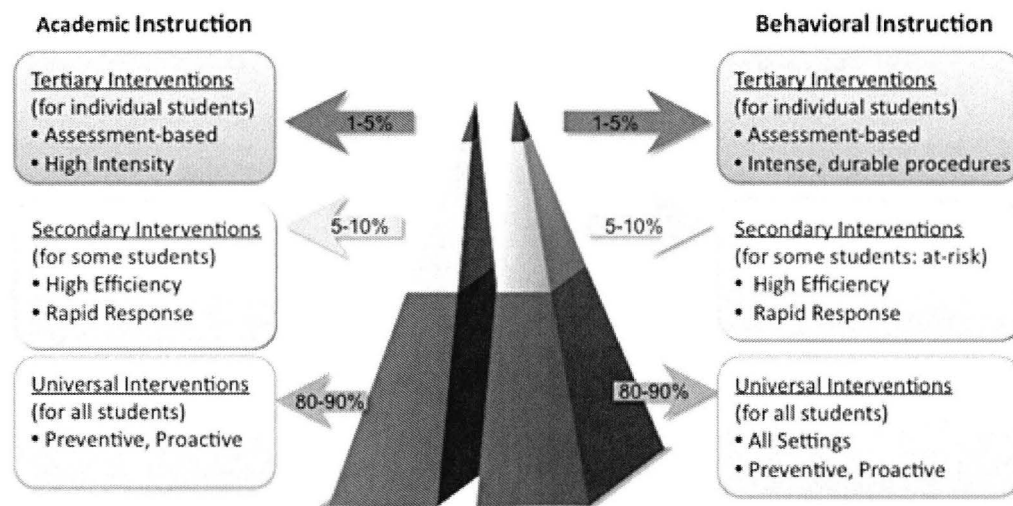 Academic Instruction
Tertiary Interventions
(for individual students)
• Assessment-based
• High Intensity
1-5%
Secondary Interventions
(for some students)
• High Efficiency
• Rapid Response
5-10%
Universal Interventions
(for all students)
• Preventive, Proactive
80-90%
Behavioral Instruction
1-5%
Tertiary Interventions
(for individual students)
• Assessment-based
• Intense, durable procedures
5-10%
Secondary Interventions
(for some students: at-risk)
• High Efficiency
• Rapid Response
80-90%
Universal Interventions
(for all students)
• All Settings
• Preventive, Proactive